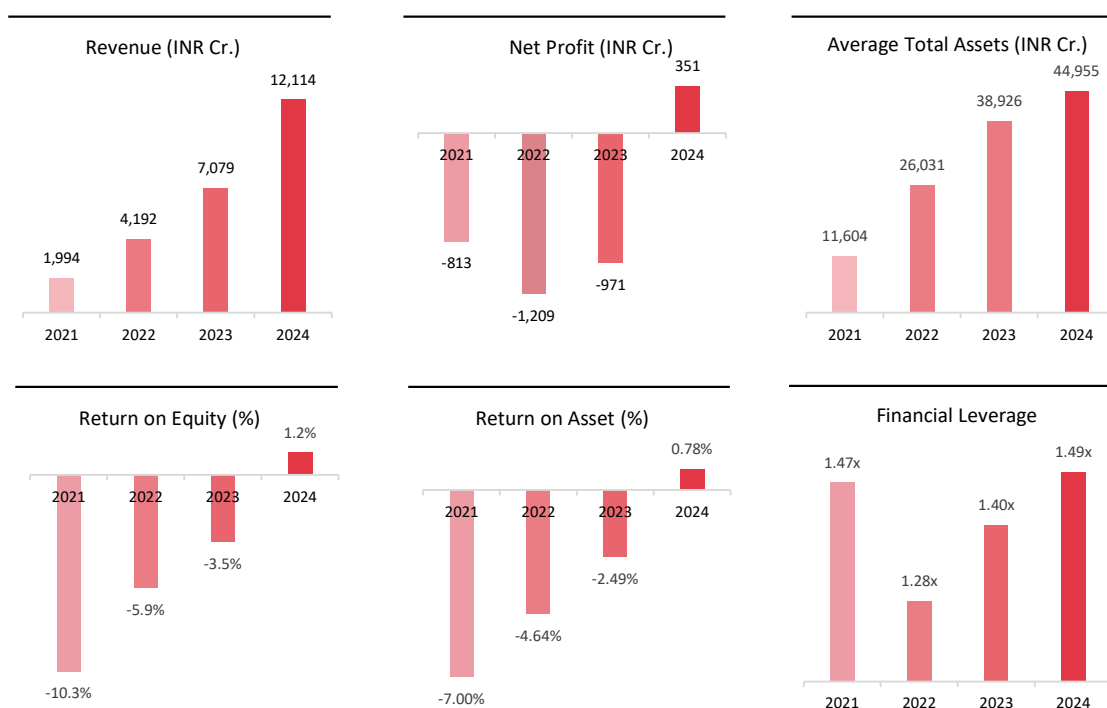 Revenue (INR Cr.)
12,114
7,079
4,192
1,994
2021 2022 2023 2024
Net Profit (INR Cr.)
351
2021 2022 2023 2024
-813
-971
-1,209
Average Total Assets (INR Cr.)
44,955
38,926
26,031
11,604
2021 2022 2023 2024
Return on Equity (%)
1.2%
2021 2022 2023 2024
-3.5%
-5.9%
-10.3%
Return on Asset (%)
0.78%
2021 2022 2023 2024
-2.49%
-4.64%
-7.00%
Financial Leverage
1.47x 1.49x
1.40x
1.28x
2021 2022 2023 2024